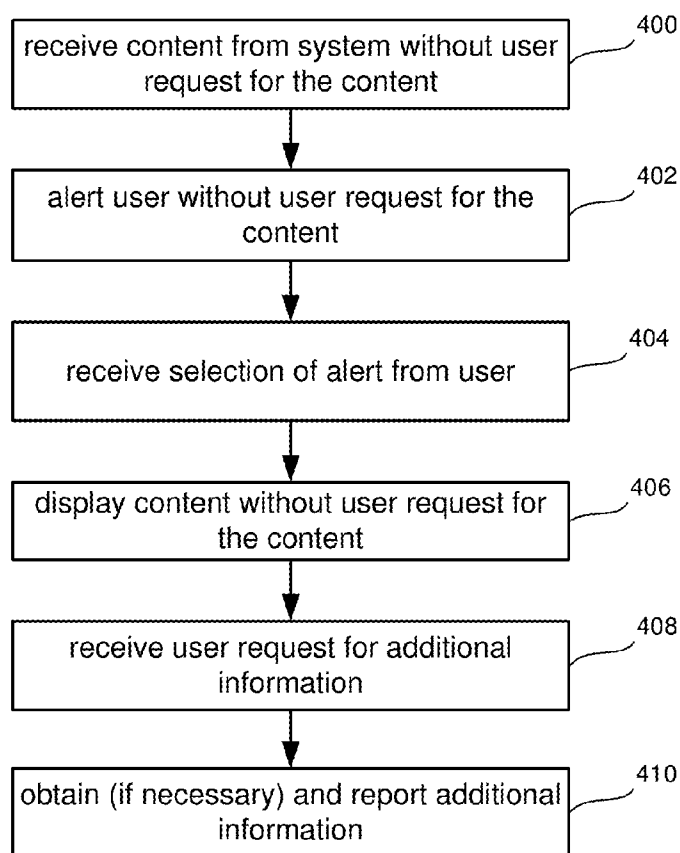 receive content from system without user
request for the content
400
alert user without user request for the
content
402
receive selection of alert from user
404
display content without user request for
the content
406
receive user request for additional
information
408
obtain (if necessary) and report additional
information
410